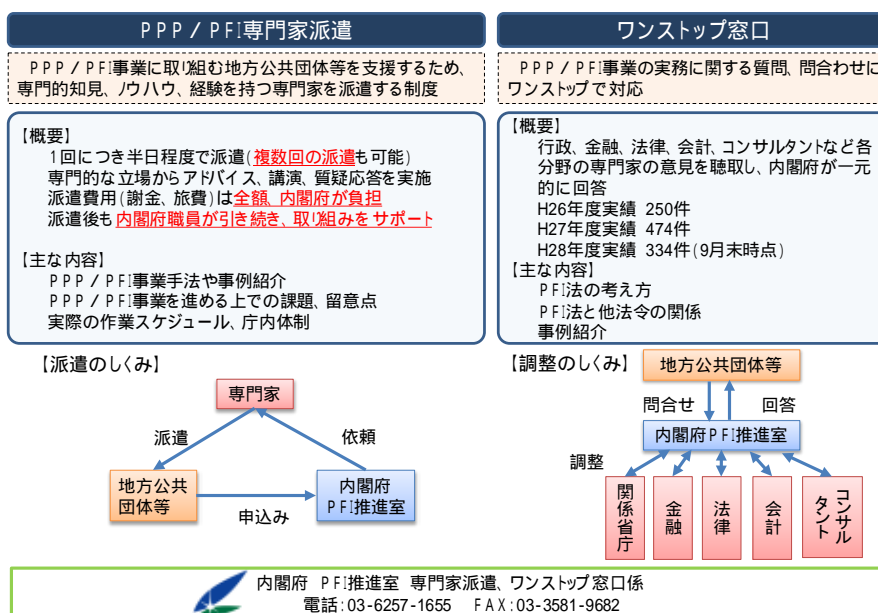 PPP/PFI専門家派遣
PPP/PFI事業に取り組む地方公共団体等を支援するため、
専門的知見、ノウハウ、経験を持つ専門家を派遣する制度
【概要】
1回につき半日程度で派遣(複数回の派遣も可能)
専門的な立場からアドバイス、講演、質疑応答を実施
派遣費用(謝金、旅費)は全額、内閣府が負担
派遣後も内閣府職員が引き続き、取り組みをサポート
【主な内容】
PPP/PFI事業手法や事例紹介
PPP/PFI事業を進める上での課題、留意点
実際の作業スケジュール、庁内体制
【派遣のしくみ】
専門家
派遣
依頼
地方公共
団体等
申込み
内閣府
PFI推進室
ワンストップ窓口
PPP/PFI事業の実務に関する質問、問合わせに
ワンストップで対応
【概要】
行政、金融、法律、会計、コンサルタントなど各
分野の専門家の意見を聴取し、内閣府が一元
的に回答
H26年度実績 250件
H27年度実績 474件
H28年度実績 334件(9月末時点)
【主な内容】
PFI法の考え方
PFI法と他法令の関係
事例紹介
【調整のしくみ】
地方公共団体等
問合せ
回答
内閣府PFI推進室
調整
関係省庁
金融
法律
会計
コンサル
タント
内閣府 PFI推進室 専門家派遣、ワンストップ窓口係
電話:03-6257-1655 FAX:03-3581-9682